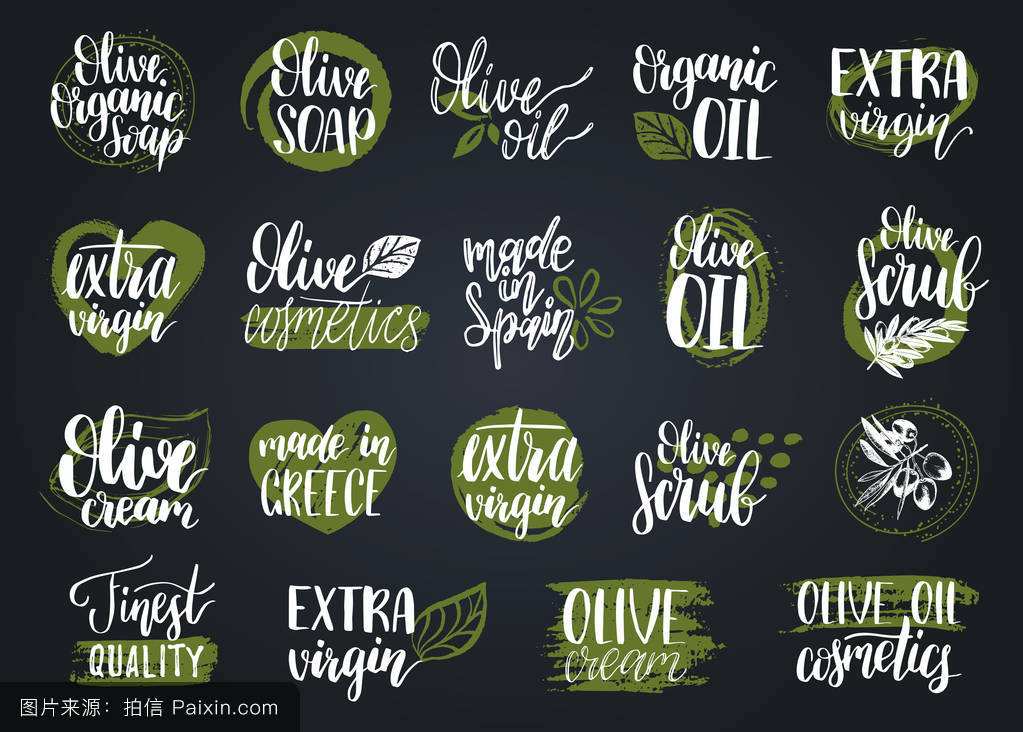 Olive
Organic
Soap
Olive
SOAP
Olive
oil
Organic
OIL
EXTRA
virgin
extra
virgin
Olive
cosmetics
made
in
Spain
Olive
OIL
Olive
Scrub
Olive
cream
made in
GREECE
extra
virgin
Olive
Scrub
Finest
QUALITY
EXTRA
virgin
OLIVE
cream
OLIVE OIL
cosmetics
图片来源：拍信 Paixin.com